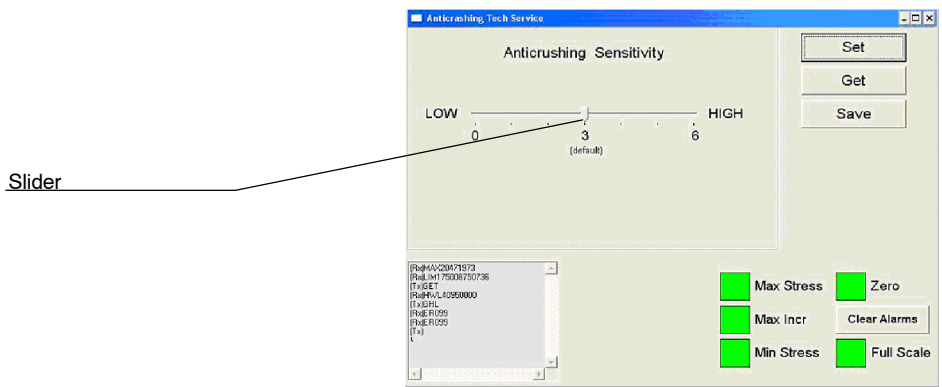 Anticrashing Tech Service
Anticrushing Sensitivity
Set
Get
Save
LOW
HIGH
0
3
6
(default)
Slider
(Rx)MAX20471973
(Rx)LIM175008750736
(Tx)GET
(Rx)HWL40950000
(Tx)GHL
(Rx)ER099
(Rx)ER099
(Tx)
Max Stress
Zero
Max Incr
Clear Alarms
Min Stress
Full Scale